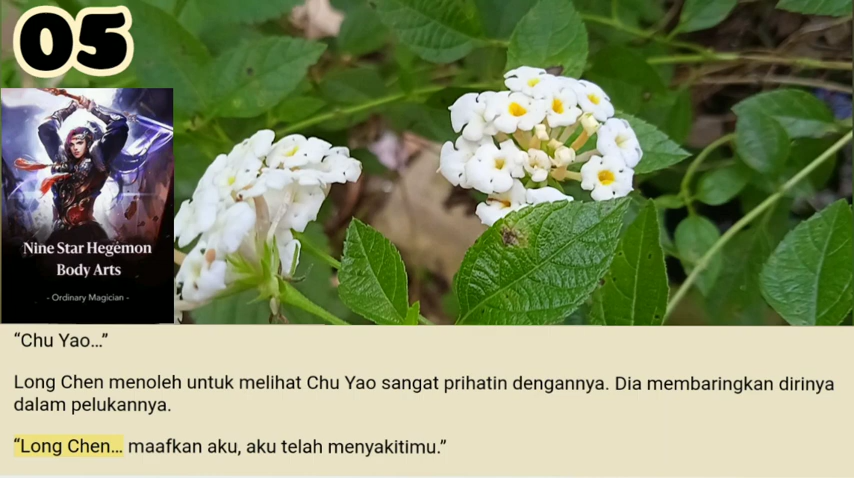 05
Nine Star Hegemon
Body Arts
- Ordinary Magician -
“Chu Yao…”
Long Chen menoleh untuk melihat Chu Yao sangat prihatin dengannya. Dia membaringkan dirinya
dalam pelukannya.
“Long Chen… maafkan aku, aku telah menyakitimu.”